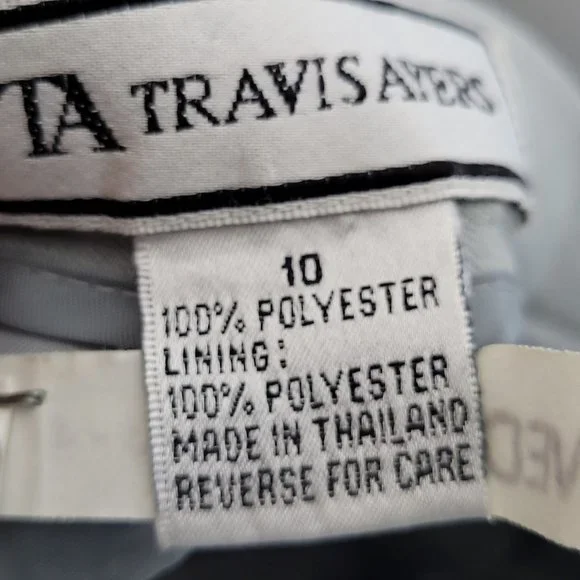 TA TRAVIS AYERS
10
100% POLYESTER
LINING:
100% POLYESTER
MADE IN THAILAND
REVERSE FOR CARE